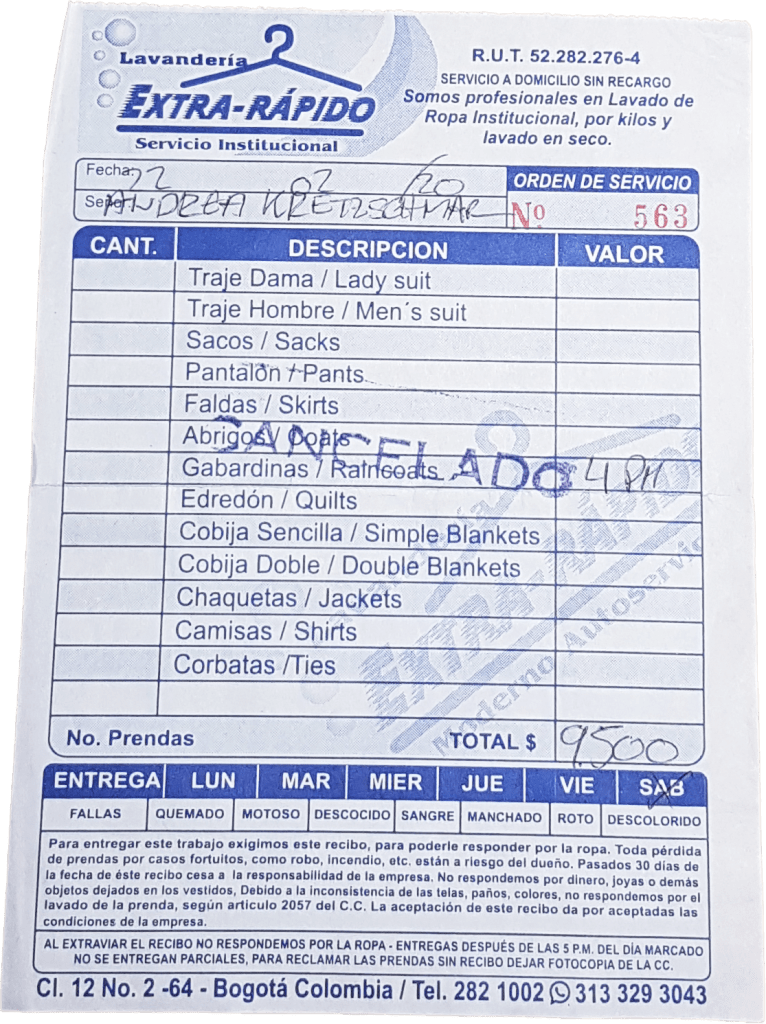 Lavandería
EXTRA-RÁPIDO
Servicio Institucional
R.U.T. 52.282.276-4
SERVICIO A DOMICILIO SIN RECARGO
Somos profesionales en Lavado de
Ropa Institucional, por kilos y
lavado en seco.
Fecha: 22 02 /20
Señor ANDREA KRETZSCHMAR
ORDEN DE SERVICIO
Nº 563
CANT. DESCRIPCION VALOR
Traje Dama / Lady suit
Traje Hombre / Men´s suit
Sacos / Sacks
Pantalón / Pants
Faldas / Skirts
Abrigos / Coats
CANCELADO
Gabardinas / Raincoats 4 PM
Edredón / Quilts
Cobija Sencilla / Simple Blankets
Cobija Doble / Double Blankets
Chaquetas / Jackets
Camisas / Shirts
Corbatas /Ties
Lavandería
EXTRA-RÁPIDO
Moderno Autoservic
No. Prendas TOTAL $ 9500
ENTREGA LUN MAR MIER JUE VIE SAB
FALLAS QUEMADO MOTOSO DESCOCIDO SANGRE MANCHADO ROTO DESCOLORIDO
Para entregar este trabajo exigimos este recibo, para poderle responder por la ropa. Toda pérdida
de prendas por casos fortuitos, como robo, incendio, etc. están a riesgo del dueño. Pasados 30 días de
la fecha de éste recibo cesa a la responsabilidad de la empresa. No respondemos por dinero, joyas o demás
objetos dejados en los vestidos, Debido a la inconsistencia de las telas, paños, colores, no respondemos por el
lavado de la prenda, según articulo 2057 del C.C. La aceptación de este recibo da por aceptadas las
condiciones de la empresa.
AL EXTRAVIAR EL RECIBO NO RESPONDEMOS POR LA ROPA - ENTREGAS DESPUÉS DE LAS 5 P.M. DEL DÍA MARCADO
NO SE ENTREGAN PARCIALES, PARA RECLAMAR LAS PRENDAS SIN RECIBO DEJAR FOTOCOPIA DE LA CC.
Cl. 12 No. 2 -64 - Bogotá Colombia / Tel. 282 1002 313 329 3043